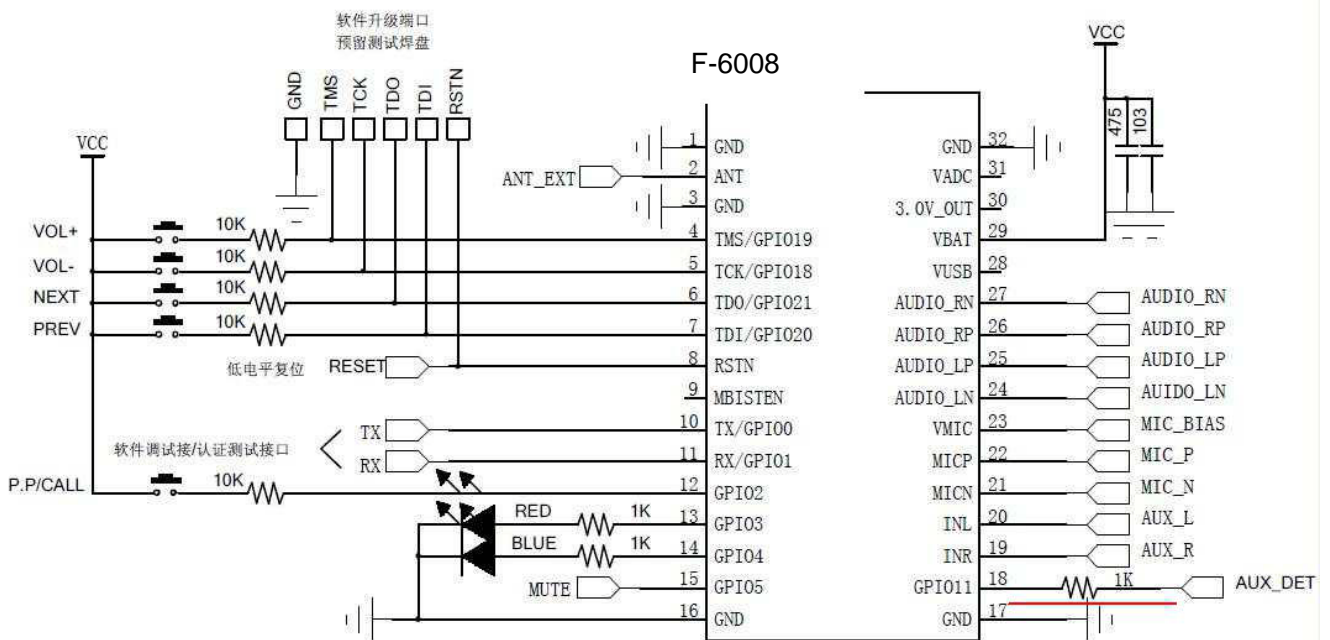 软件升级端口
预留测试焊盘
F-6008
VCC
GND
TMS
TCK
TDO
TDI
RSTN
475
103
VCC
1 GND
GND 32
ANT_EXT
2 ANT
VADC 31
3 GND
3.0V_OUT 30
VOL+ 10K
4 TMS/GPIO19
VBAT 29
VOL- 10K
5 TCK/GPIO18
VUSB 28
NEXT 10K
6 TDO/GPIO21
AUDIO_RN 27 AUDIO_RN
PREV 10K
7 TDI/GPIO20
AUDIO_RP 26 AUDIO_RP
低电平复位 RESET
8 RSTN
AUDIO_LP 25 AUDIO_LP
9 MBISTEN
AUDIO_LN 24 AUIDO_LN
TX
10 TX/GPIO0
VMIC 23 MIC_BIAS
软件调试接/认证测试接口
RX
11 RX/GPIO1
MICP 22 MIC_P
P.P/CALL 10K
12 GPIO2
MICN 21 MIC_N
RED 1K
13 GPIO3
INL 20 AUX_L
BLUE 1K
14 GPIO4
INR 19 AUX_R
MUTE
15 GPIO5
GPIO11 18 1K AUX_DET
16 GND
GND 17